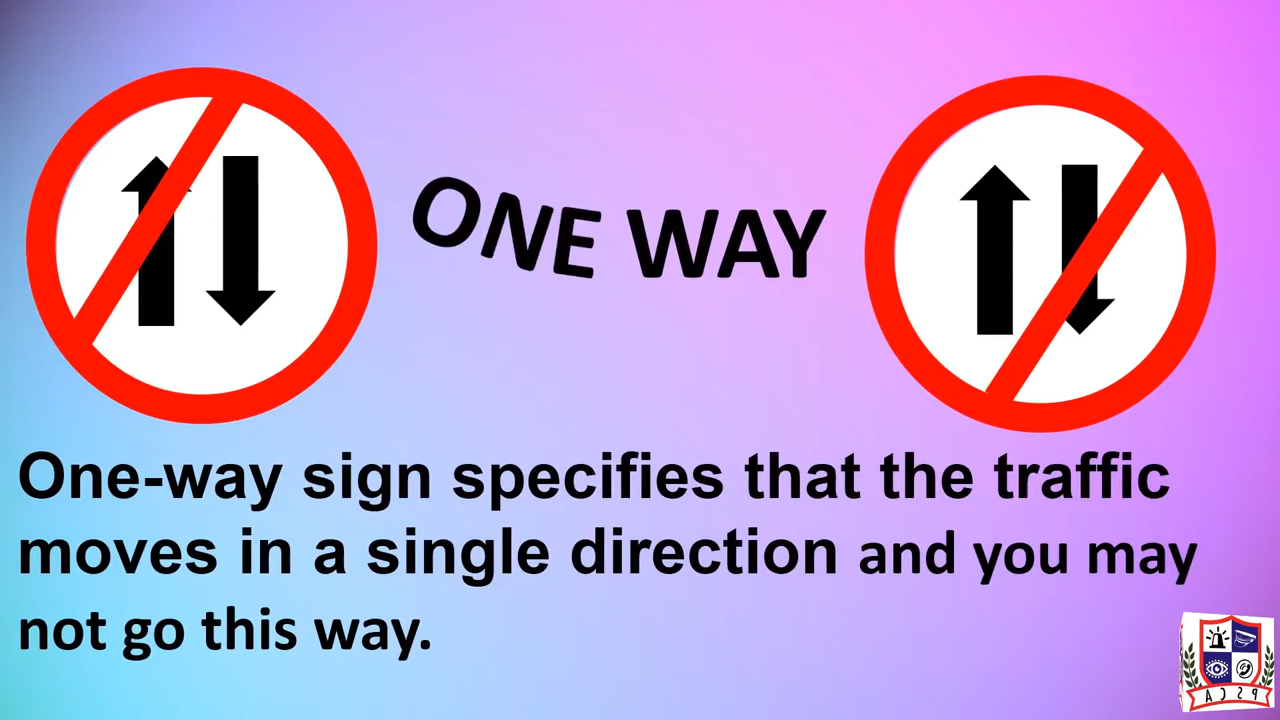 ONE WAY
One-way sign specifies that the traffic
moves in a single direction and you may
not go this way.
PSCA